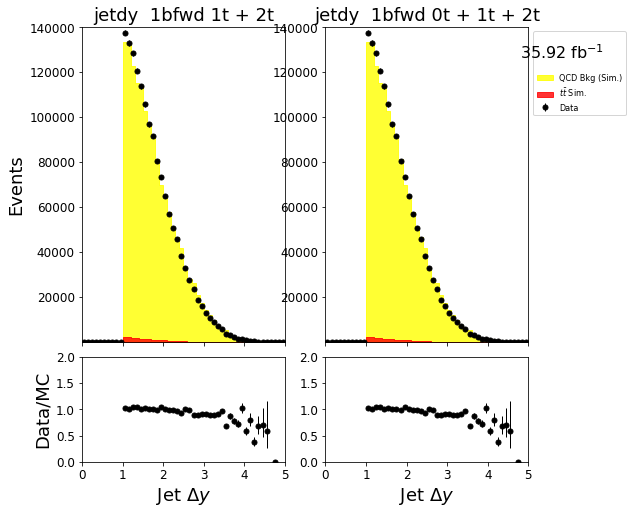 jetdy 1bfwd 1t + 2t
jetdy 1bfwd 0t + 1t + 2t
140000
120000
100000
80000
60000
40000
20000
Events
140000
120000
100000
80000
60000
40000
20000
35.92 fb⁻¹
QCD Bkg (Sim.)
tt̄ Sim.
Data
2.0
1.5
1.0
0.5
0.0
Data/MC
0 1 2 3 4 5
Jet Δy
2.0
1.5
1.0
0.5
0.0
0 1 2 3 4 5
Jet Δy